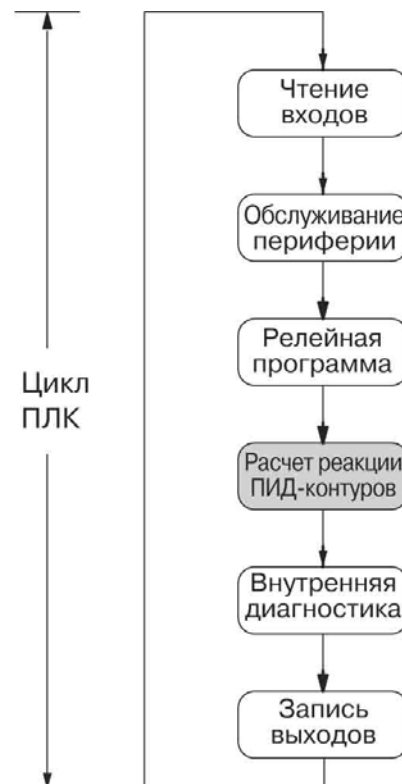 Чтение
входов
Обслуживание
периферии
Релейная
программа
Цикл
ПЛК
Расчет реакции
ПИД-контуров
Внутренняя
диагностика
Запись
выходов